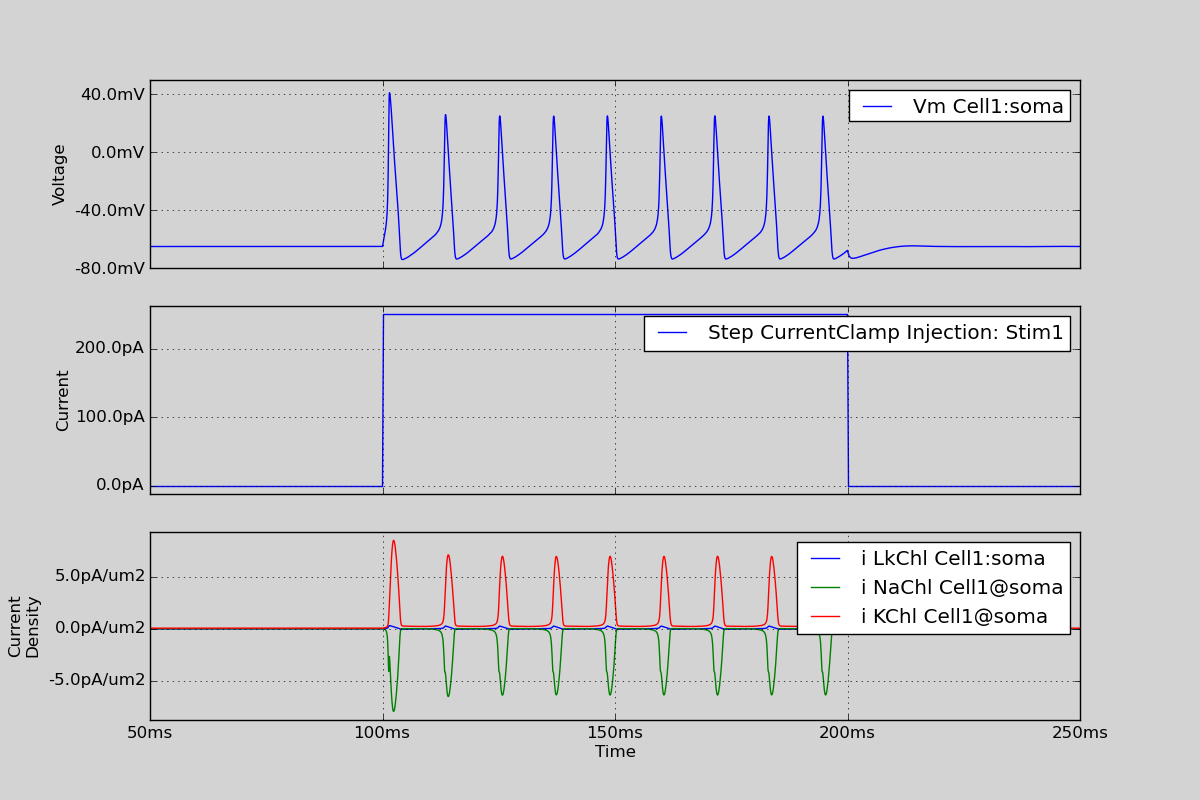 40.0mV
0.0mV
-40.0mV
-80.0mV
Voltage
Vm Cell1:soma
200.0pA
100.0pA
0.0pA
Current
Step CurrentClamp Injection: Stim1
5.0pA/um2
0.0pA/um2
-5.0pA/um2
Current
Density
i LkChl Cell1:soma
i NaChl Cell1@soma
i KChl Cell1@soma
50ms 100ms 150ms 200ms 250ms
Time